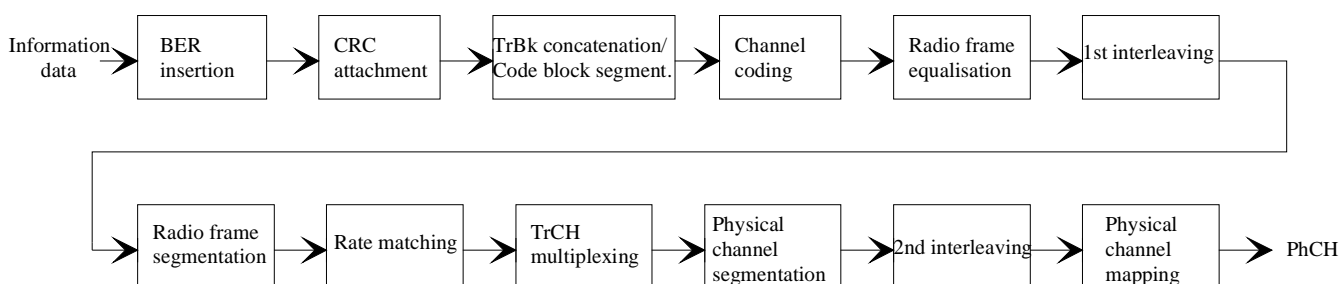 Information
data
BER
insertion
CRC
attachment
TrBk concatenation/
Code block segment.
Channel
coding
Radio frame
equalisation
1st interleaving
Radio frame
segmentation
Rate matching
TrCH
multiplexing
Physical
channel
segmentation
2nd interleaving
Physical
channel
mapping
PhCH